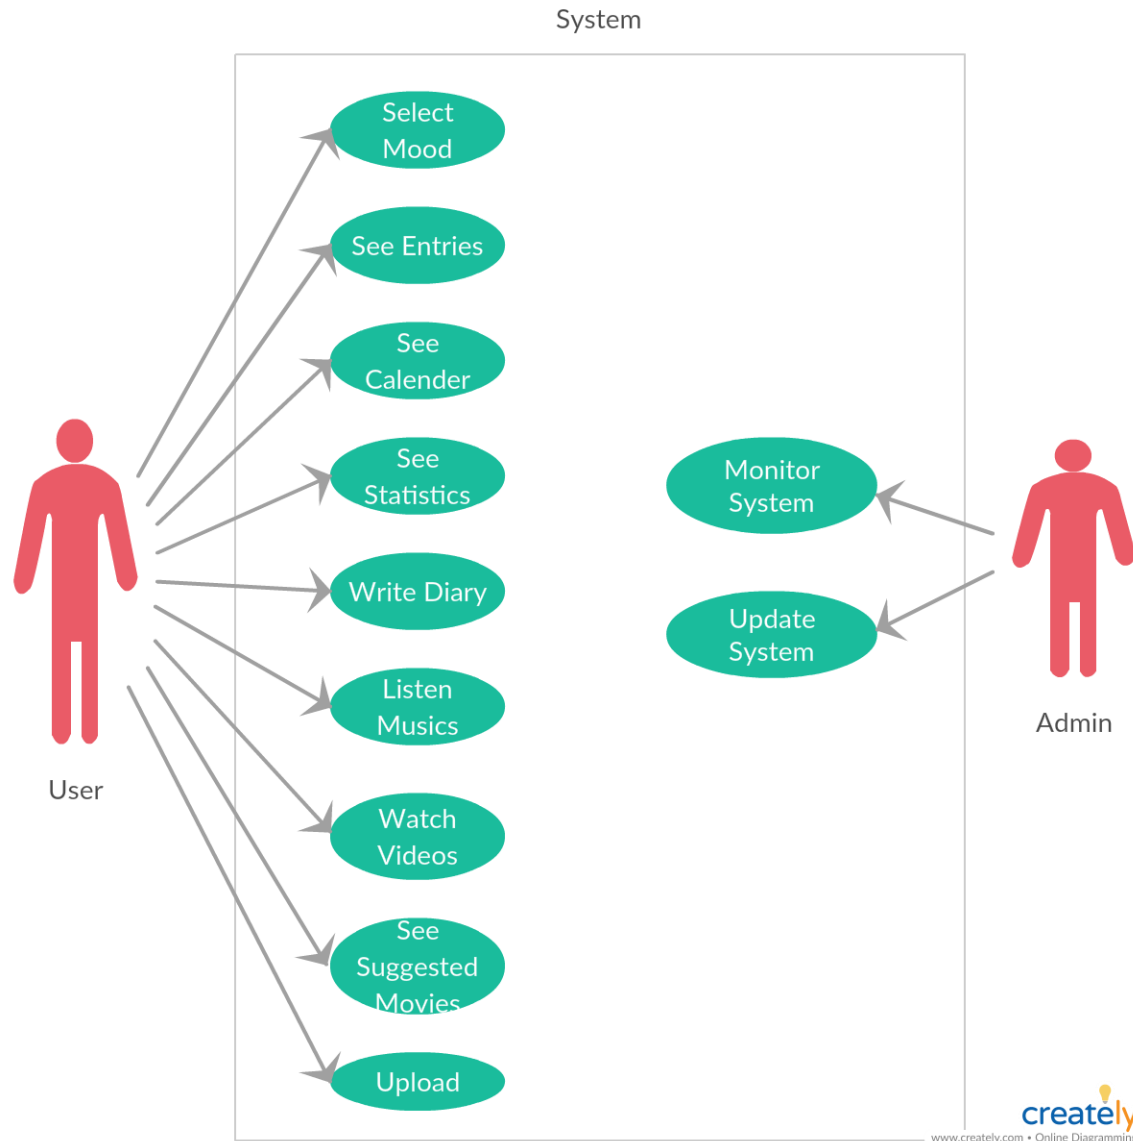 System
Select
Mood
See Entries
See
Calender
See
Statistics
Write Diary
Listen
Musics
Watch
Videos
See
Suggested
Movies
Upload
User
Monitor
System
Update
System
Admin
creately
www.creately.com • Online Diagramming